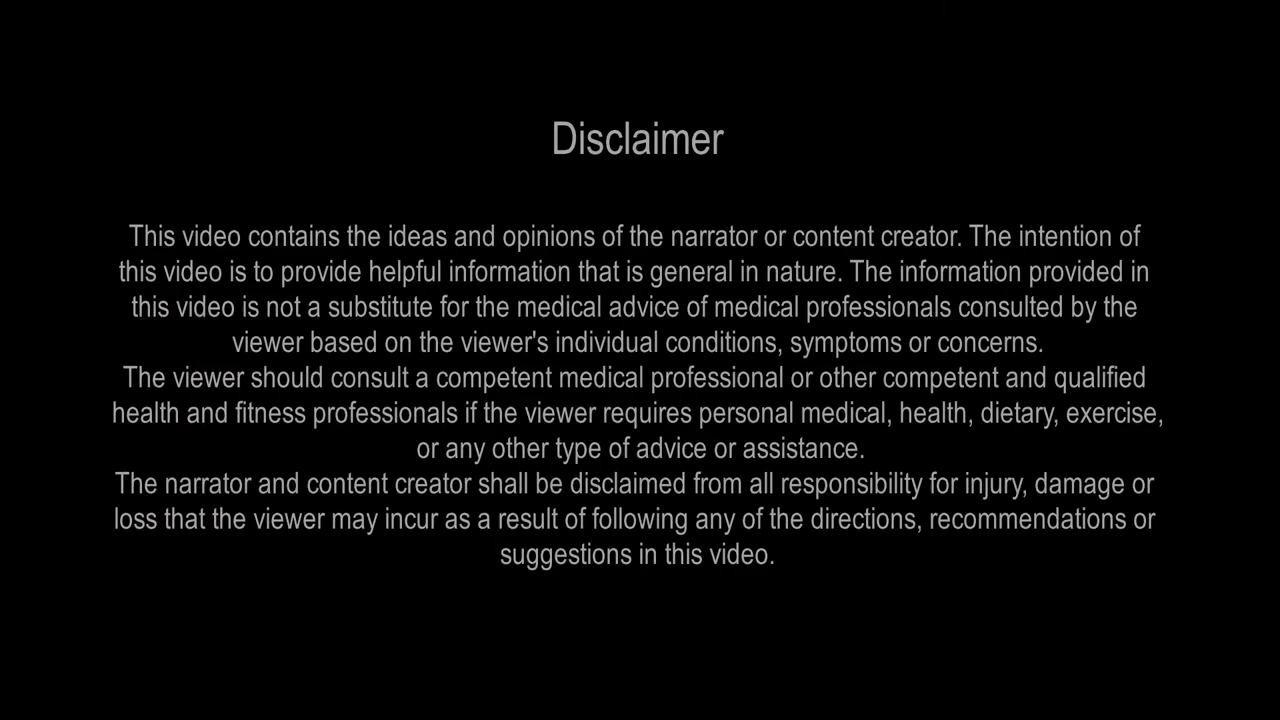 Disclaimer
This video contains the ideas and opinions of the narrator or content creator. The intention of
this video is to provide helpful information that is general in nature. The information provided in
this video is not a substitute for the medical advice of medical professionals consulted by the
viewer based on the viewer's individual conditions, symptoms or concerns.
The viewer should consult a competent medical professional or other competent and qualified
health and fitness professionals if the viewer requires personal medical, health, dietary, exercise,
or any other type of advice or assistance.
The narrator and content creator shall be disclaimed from all responsibility for injury, damage or
loss that the viewer may incur as a result of following any of the directions, recommendations or
suggestions in this video.